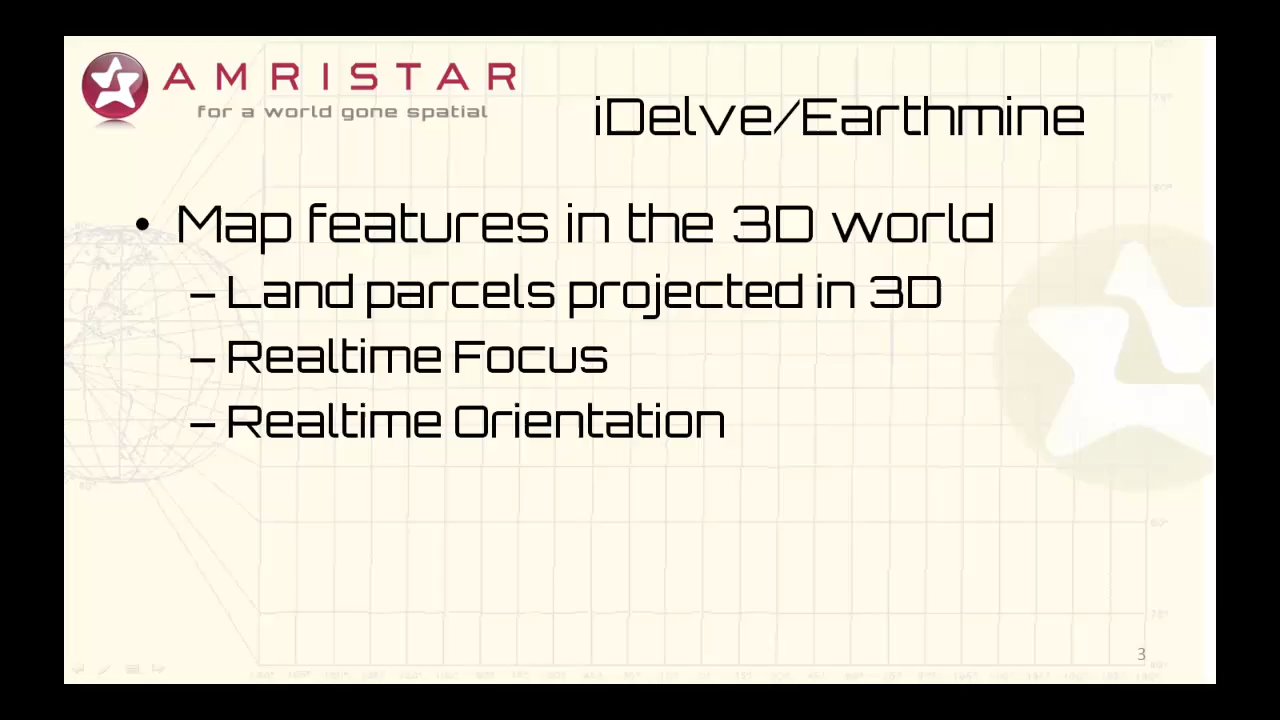 AMRISTAR
for a world gone spatial
iDelve/Earthmine
• Map features in the 3D world
– Land parcels projected in 3D
– Realtime Focus
– Realtime Orientation
3